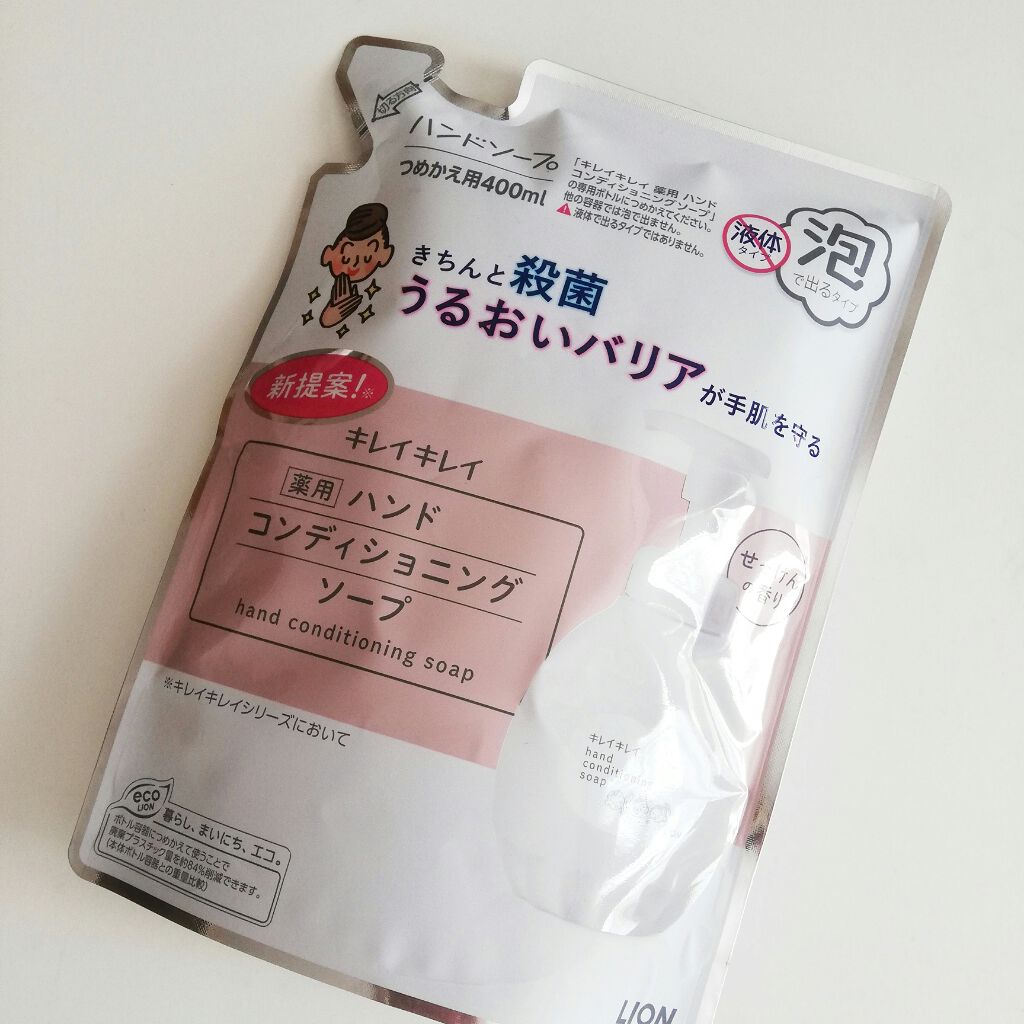 切る方向
ハンドソープ
つめかえ用400ml
「キレイキレイ 薬用 ハンド
コンディショニングソープ」
の専用ボトルにつめかえてください。
他の容器では泡で出ません。
液体で出るタイプではありません。
液体
タイプ
泡
で出るタイプ
きちんと殺菌
うるおいバリアが手肌を守る
新提案!※
キレイキレイ
薬用 ハンド
コンディショニング
ソープ
hand conditioning soap
せっけん
の香り
※キレイキレイシリーズにおいて
キレイキレイ
hand
conditioning
soap
eco
LION
暮らし、まいにち、エコ。
ボトル容器につめかえて使うことで
廃棄プラスチック量を約84%削減できます。
(本体ボトル容器との重量比較)
LION